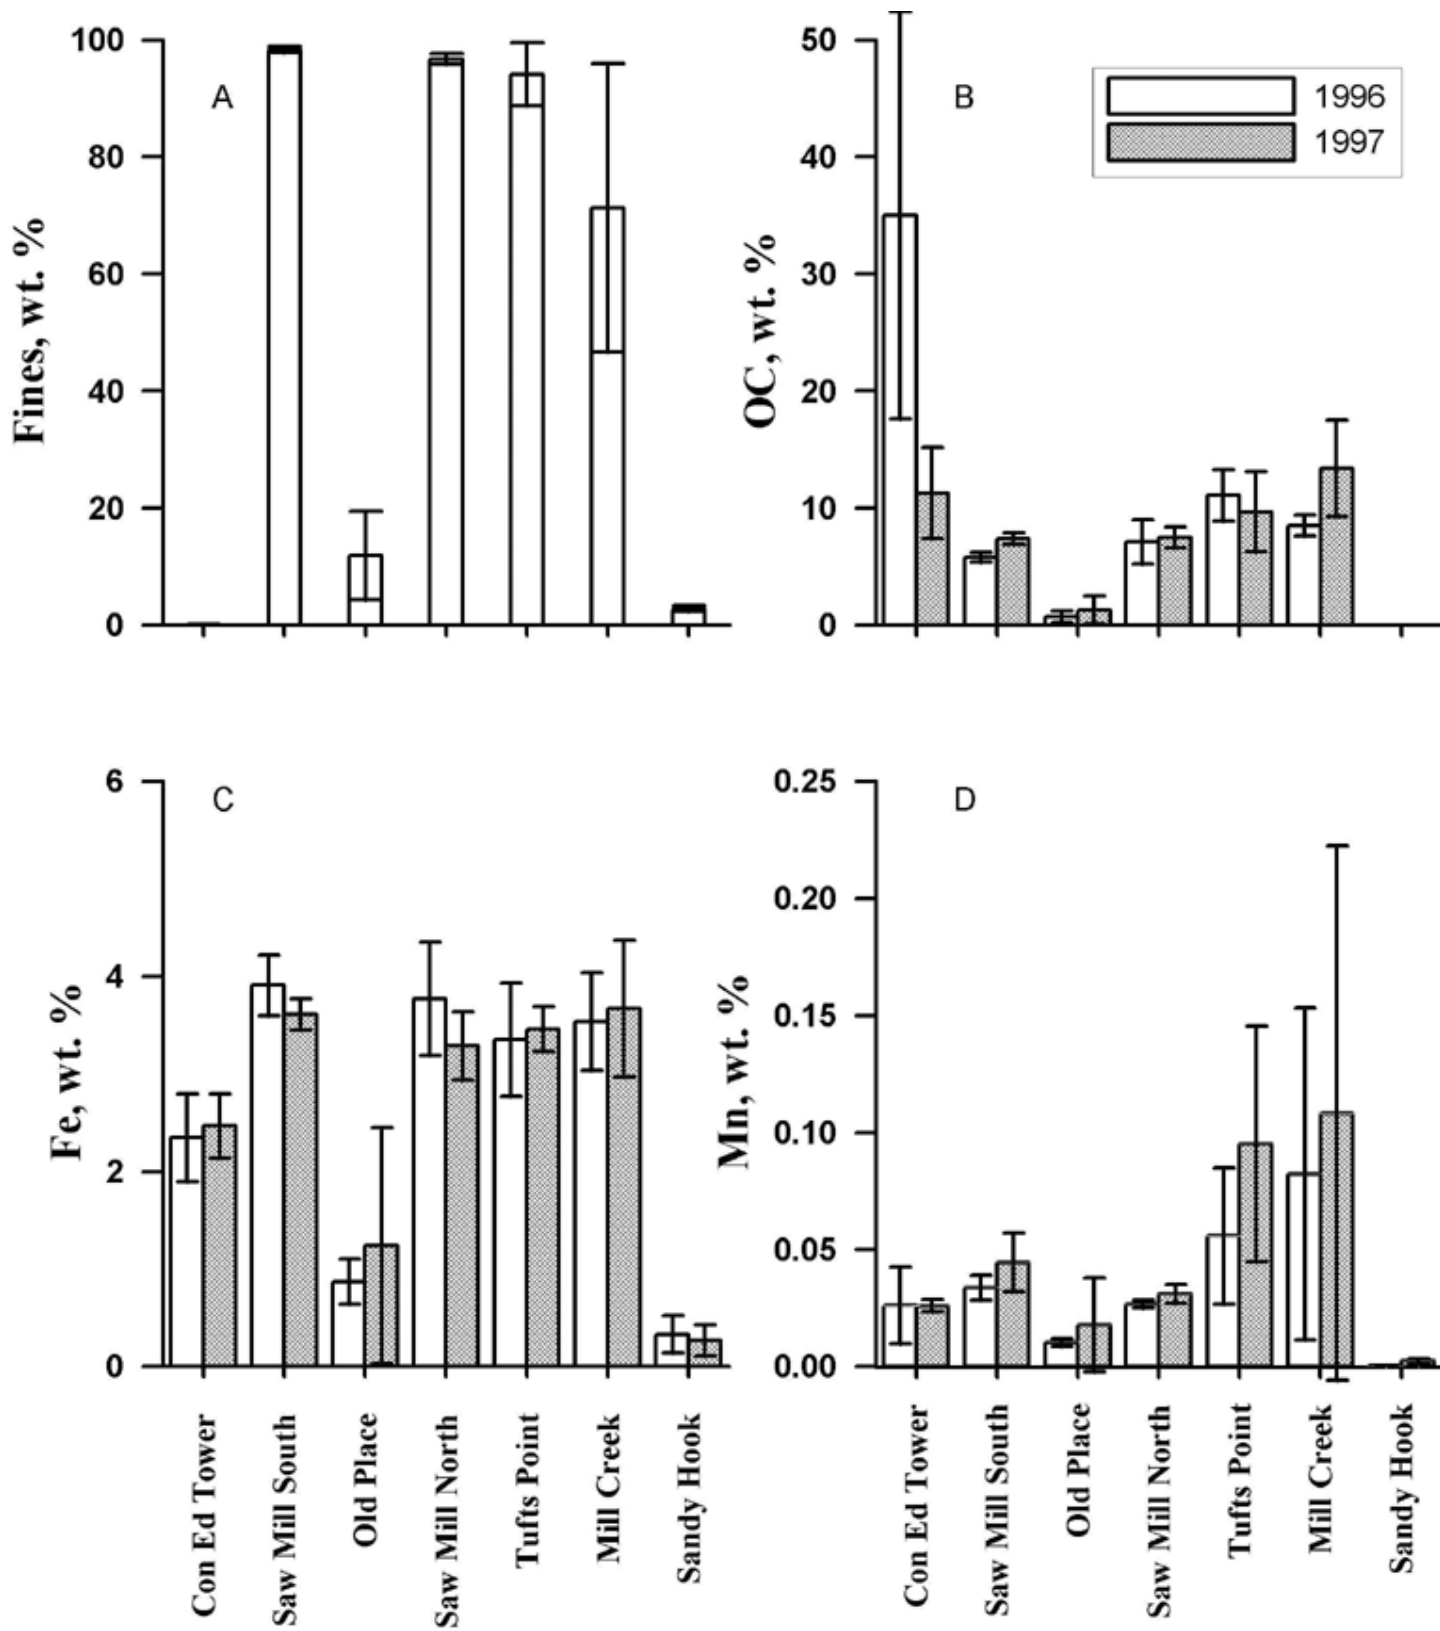 100
80
60
40
20
0
Fines, wt. %
A
50
40
30
20
10
0
OC, wt. %
B
1996
1997
6
4
2
0
Fe, wt. %
C
Con Ed Tower
Saw Mill South
Old Place
Saw Mill North
Tufts Point
Mill Creek
Sandy Hook
0.25
0.20
0.15
0.10
0.05
0.00
Mn, wt. %
D
Con Ed Tower
Saw Mill South
Old Place
Saw Mill North
Tufts Point
Mill Creek
Sandy Hook